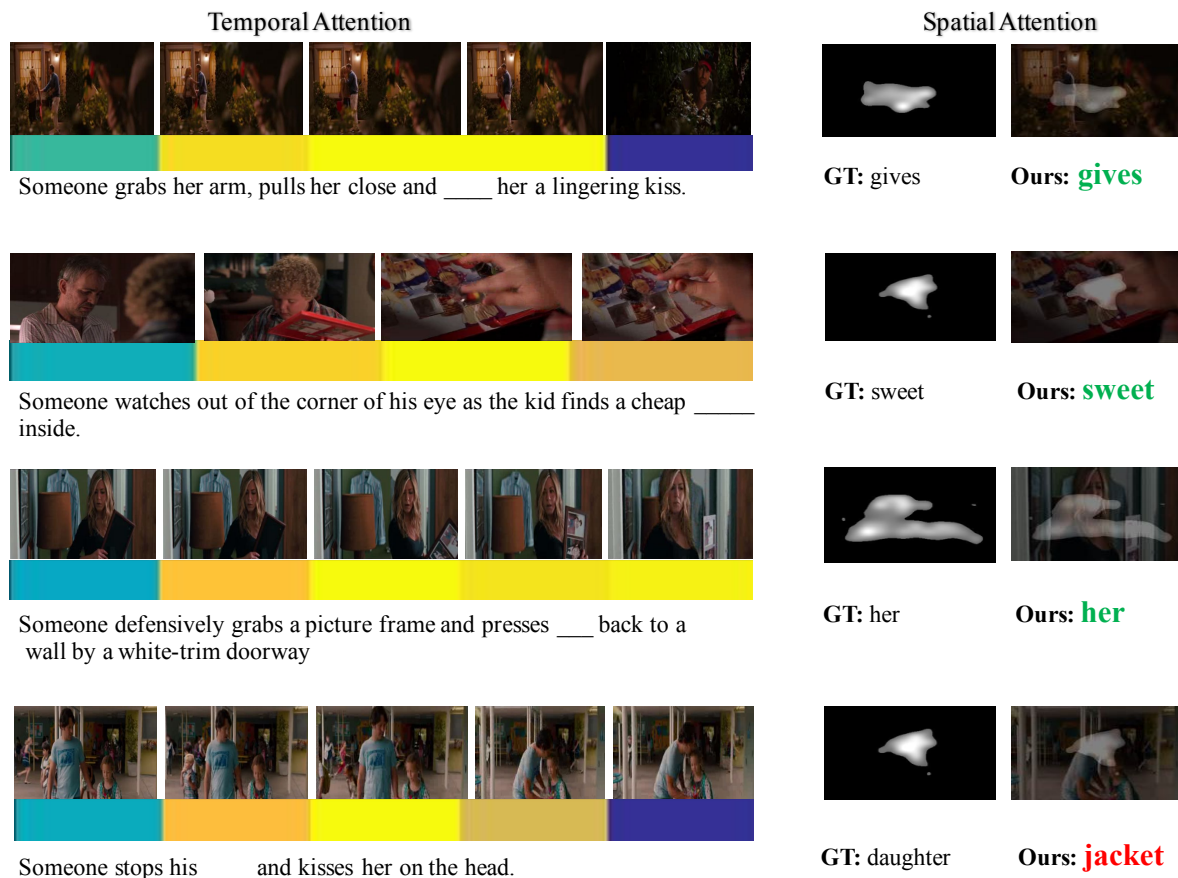 Temporal Attention
Spatial Attention
Someone grabs her arm, pulls her close and ____ her a lingering kiss.
GT: gives
Ours: gives
Someone watches out of the corner of his eye as the kid finds a cheap _____
inside.
GT: sweet
Ours: sweet
Someone defensively grabs a picture frame and presses ___ back to a
wall by a white-trim doorway
GT: her
Ours: her
Someone stops his and kisses her on the head.
GT: daughter
Ours: jacket